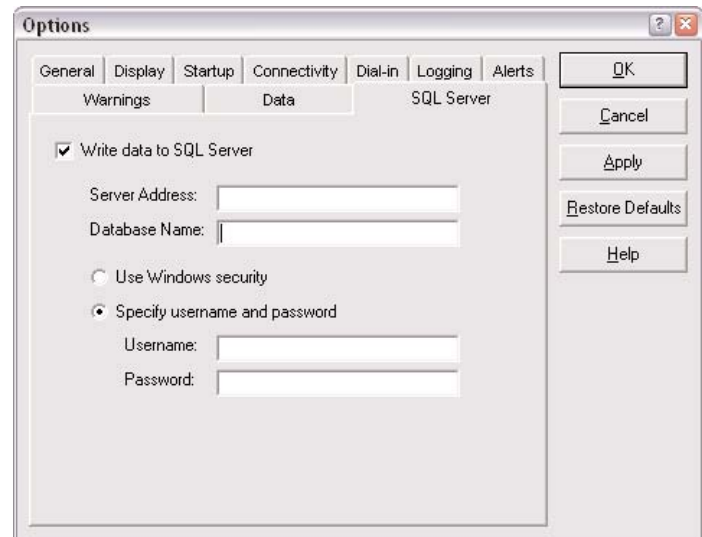 Options
General Display Startup Connectivity Dial-in Logging Alerts
Warnings Data SQL Server
Write data to SQL Server
Server Address:
Database Name:
Use Windows security
Specify username and password
Username:
Password:
OK
Cancel
Apply
Restore Defaults
Help